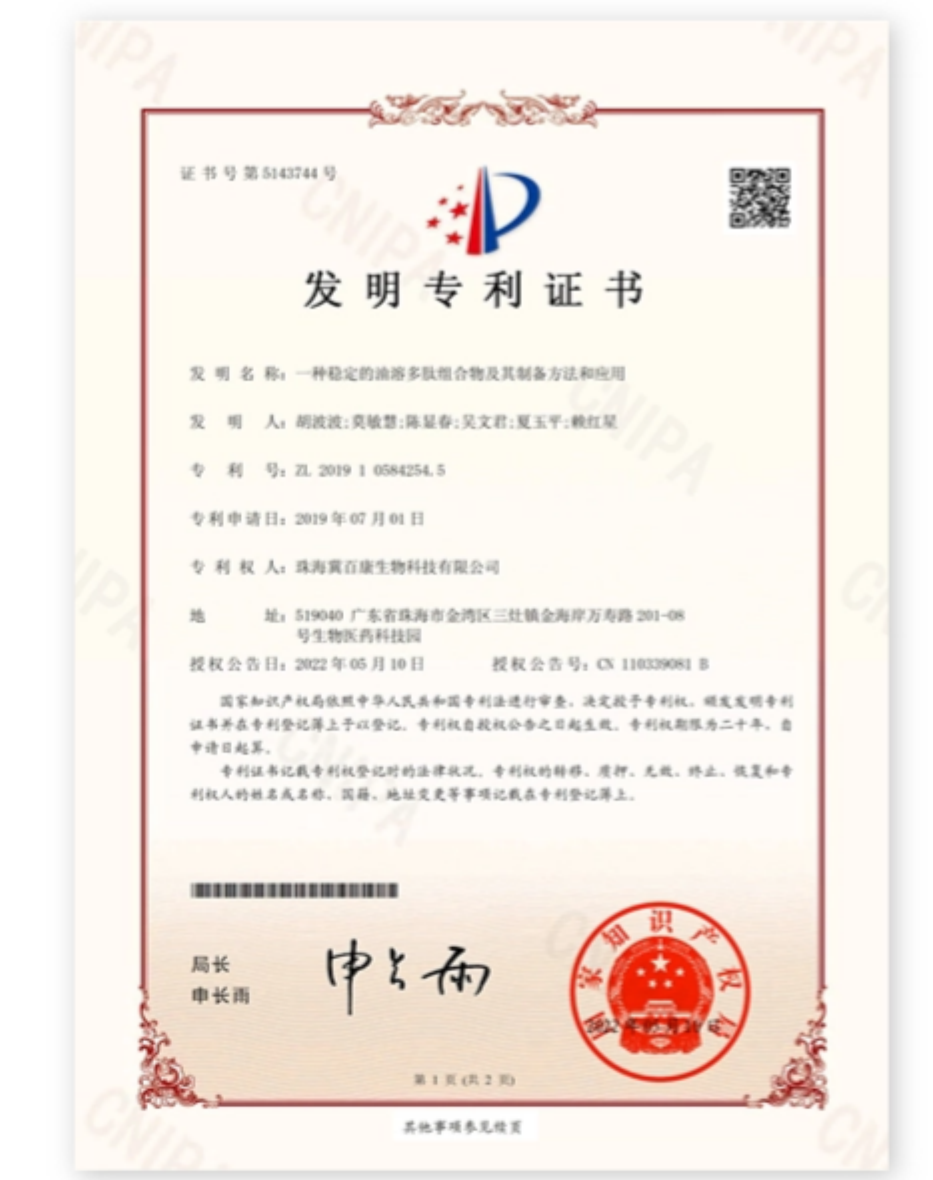 证书号第5143744号
发明专利证书
发明名称：一种稳定的油溶多肽组合物及其制备方法和应用
发明人：胡波波;莫敏慧;陈显春;吴文君;夏玉平;赖红星
专利号：ZL 2019 1 0584254.5
专利申请日：2019年07月01日
专利权人：珠海冀百康生物科技有限公司
地址：519040 广东省珠海市金湾区三灶镇金海岸万寿路201-08
号生物医药科技园
授权公告日：2022年05月10日 授权公告号：CN 110339081 B
国家知识产权局依照中华人民共和国专利法进行审查，决定授予专利权，颁发发明专利
证书并在专利登记簿上予以登记。专利权自授权公告之日起生效。专利权期限为二十年，自
申请日起算。
专利证书记载专利权登记时的法律状况。专利权的转移、质押、无效、终止、恢复和专
利权人的姓名或名称、国籍、地址变更等事项记载在专利登记簿上。
局长
申长雨
申长雨
国家知识产权局
2022年05月10日
第 1 页 (共 2 页)
其他事项参见续页
CNIPA